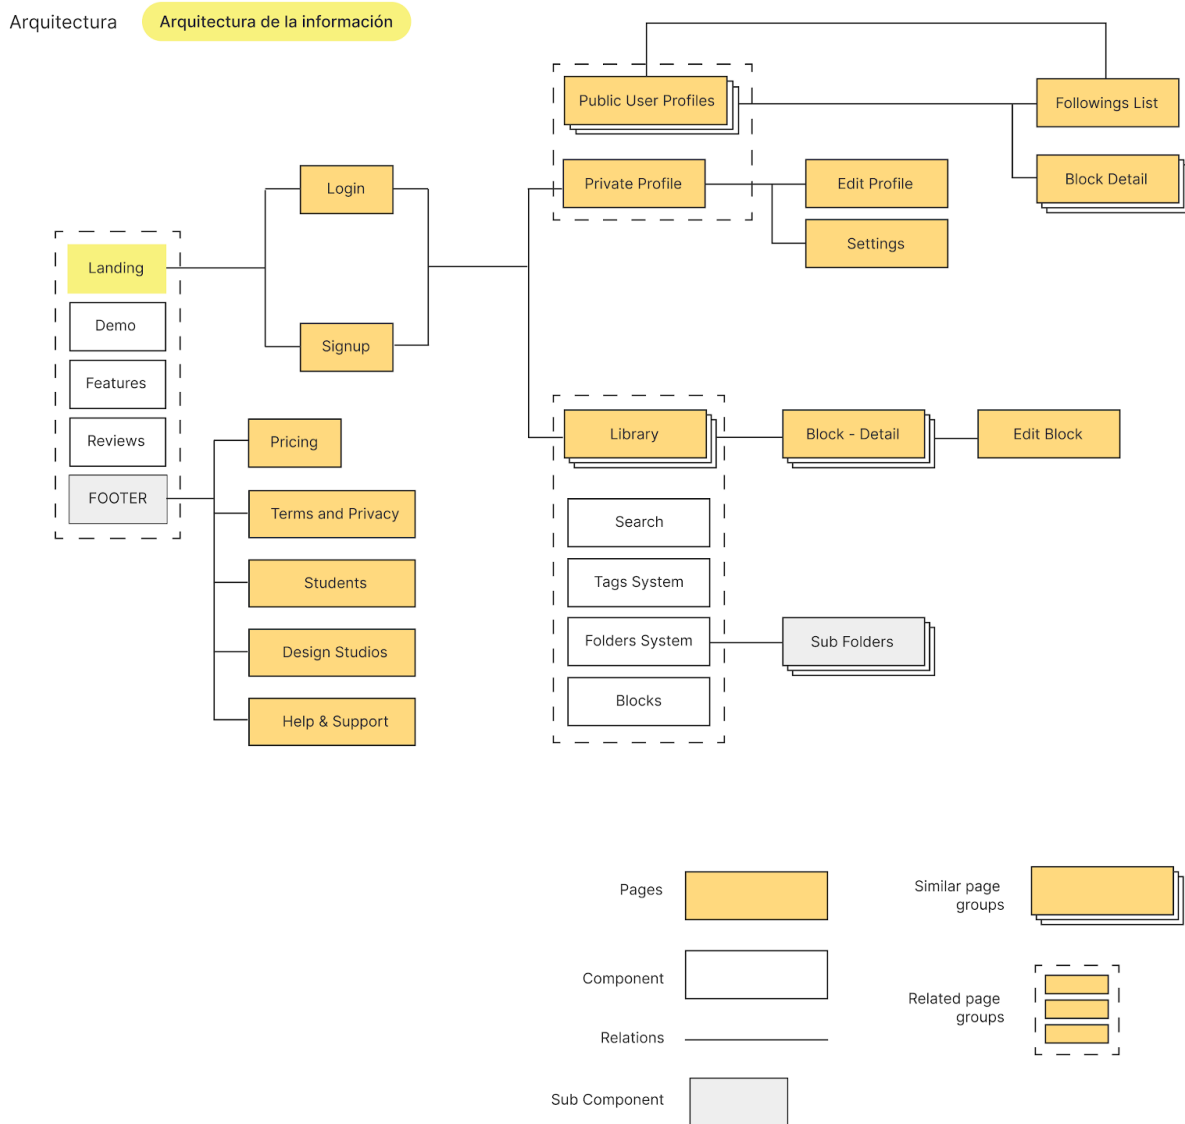 Arquitectura
Arquitectura de la información
Public User Profiles
Followings List
Login
Private Profile
Edit Profile
Block Detail
Settings
Landing
Demo
Signup
Features
Reviews
Pricing
Library
Block - Detail
Edit Block
FOOTER
Terms and Privacy
Search
Students
Tags System
Design Studios
Folders System
Sub Folders
Help & Support
Blocks
Pages
Similar page
groups
Component
Related page
groups
Relations
Sub Component